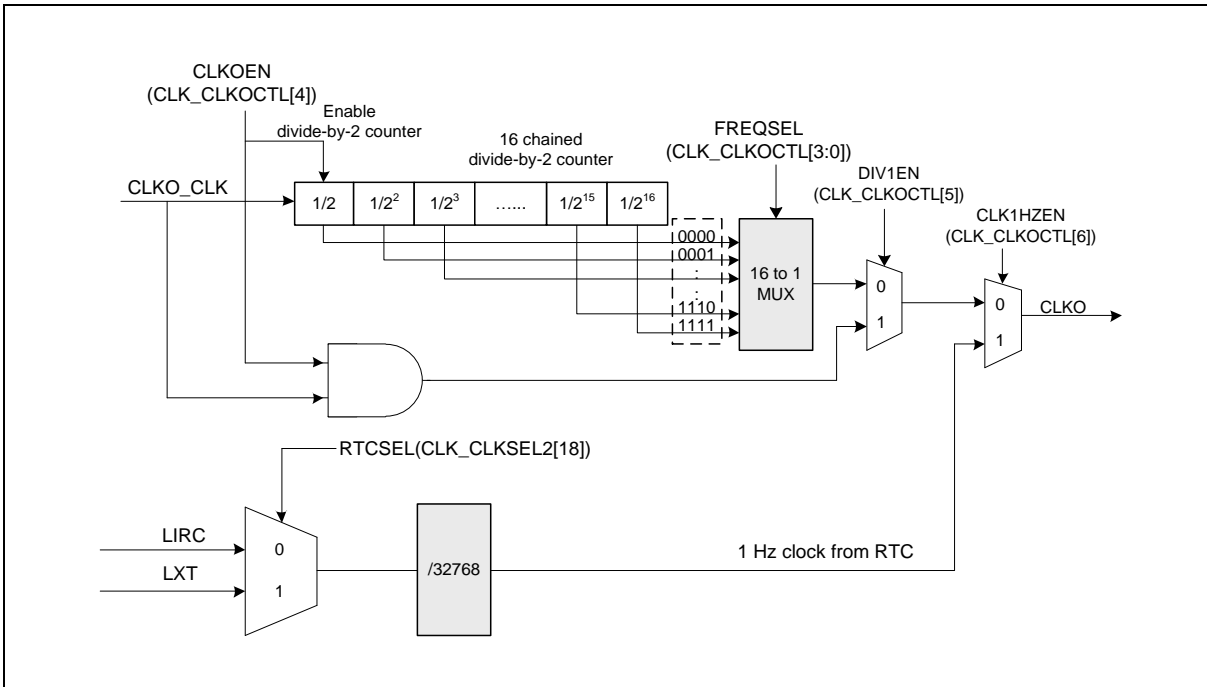 CLKOEN
(CLK_CLKOCTL[4])
Enable
divide-by-2 counter
16 chained
divide-by-2 counter
FREQSEL
(CLK_CLKOCTL[3:0])
DIV1EN
(CLK_CLKOCTL[5])
CLK1HZEN
(CLK_CLKOCTL[6])
CLKO_CLK
1/2
1/2²
1/2³
…...
1/2¹⁵
1/2¹⁶
0000
0001
:
:
1110
1111
16 to 1
MUX
0
1
0
1
CLKO
RTCSEL(CLK_CLKSEL2[18])
LIRC
LXT
0
1
/32768
1 Hz clock from RTC